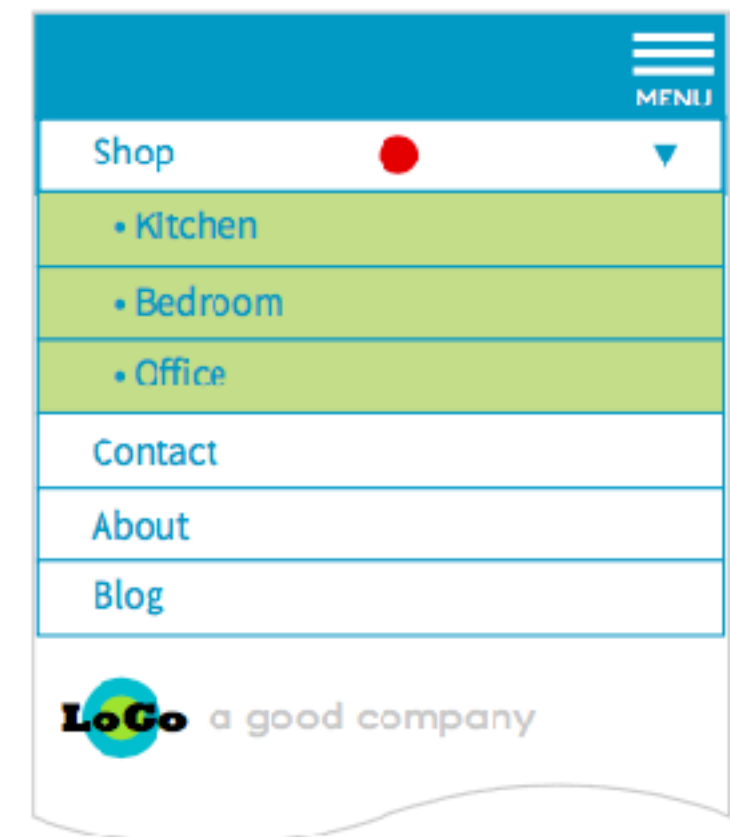 MENU
Shop
• Kitchen
• Bedroom
• Office
Contact
About
Blog
LoGo a good company